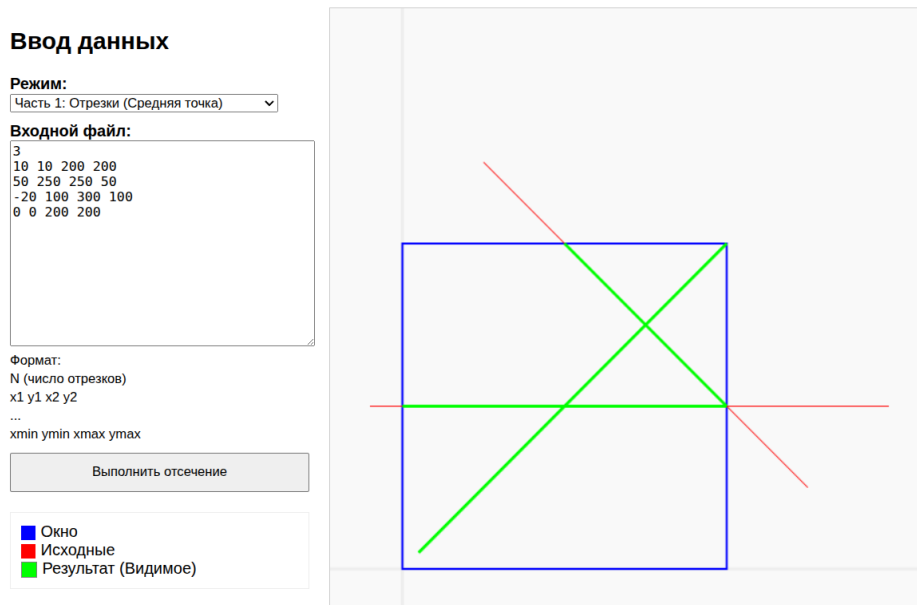 Ввод данных
Режим:
Часть 1: Отрезки (Средняя точка)
Входной файл:
3
10 10 200 200
50 250 250 50
-20 100 300 100
0 0 200 200
Формат:
N (число отрезков)
x1 y1 x2 y2
...
xmin ymin xmax ymax
Выполнить отсечение
Окно
Исходные
Результат (Видимое)